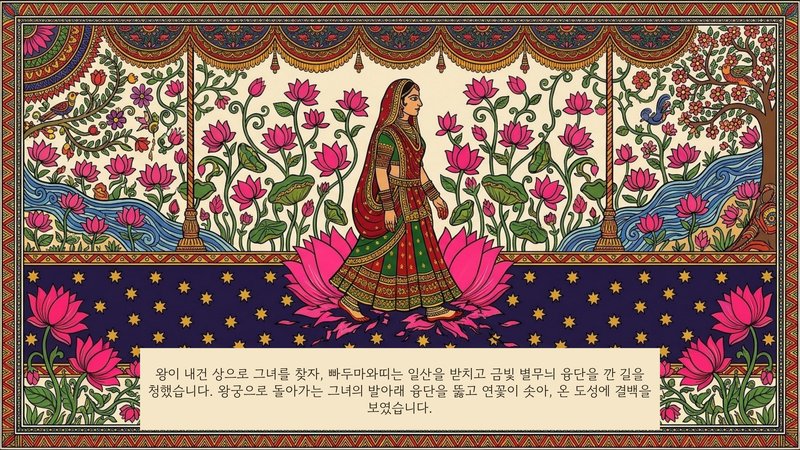 왕이 내건 상으로 그녀를 찾자, 빠두마와띠는 일산을 받치고 금빛 별무늬 융단을 깐 길을
청했습니다. 왕궁으로 돌아가는 그녀의 발아래 융단을 뚫고 연꽃이 솟아, 온 도성에 결백을
보였습니다.